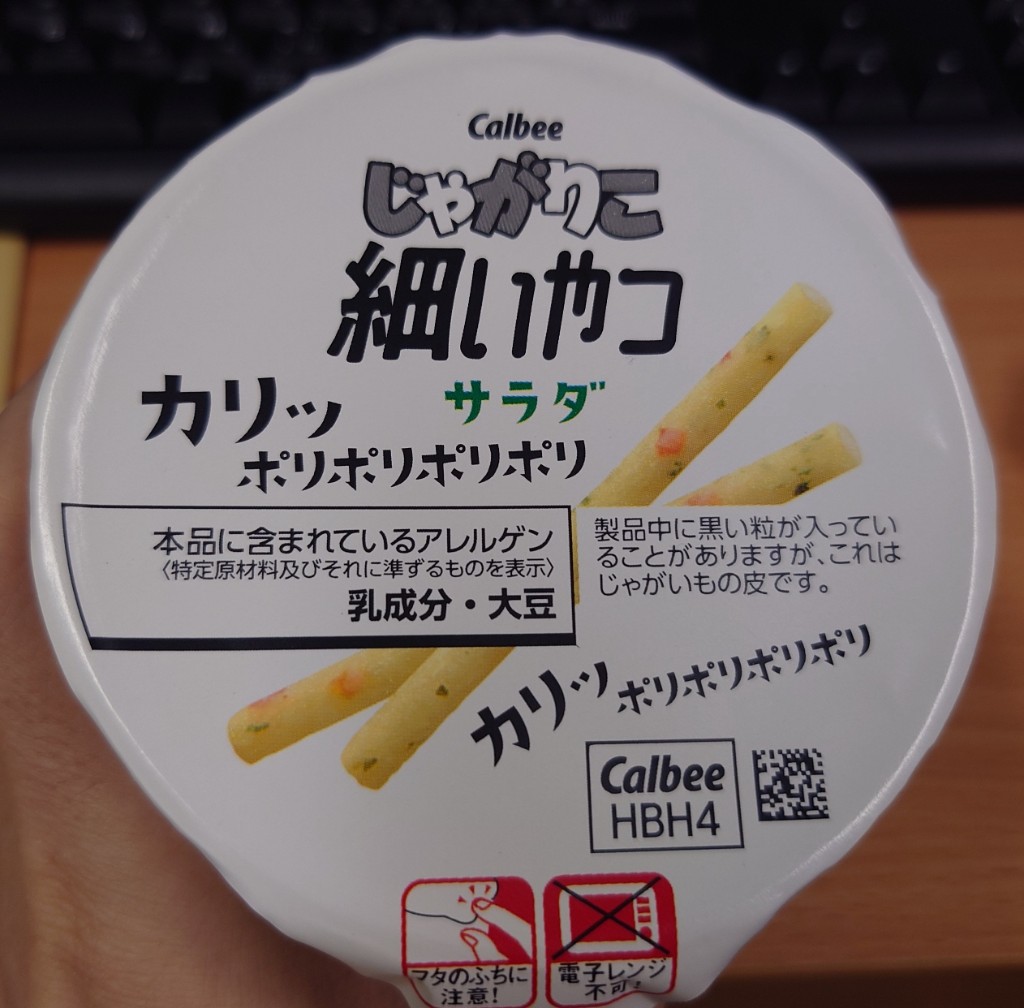 Calbee
じゃがりこ
細いやつ
サラダ
カリッ
ポリポリポリポリ
本品に含まれているアレルゲン
〈特定原材料及びそれに準ずるものを表示〉
乳成分・大豆
製品中に黒い粒が入ってい
ることがありますが、これは
じゃがいもの皮です。
カリッ
ポリポリポリポリポリ
Calbee
HBH4
フタのふちに
注意!
電子レンジ
不可!